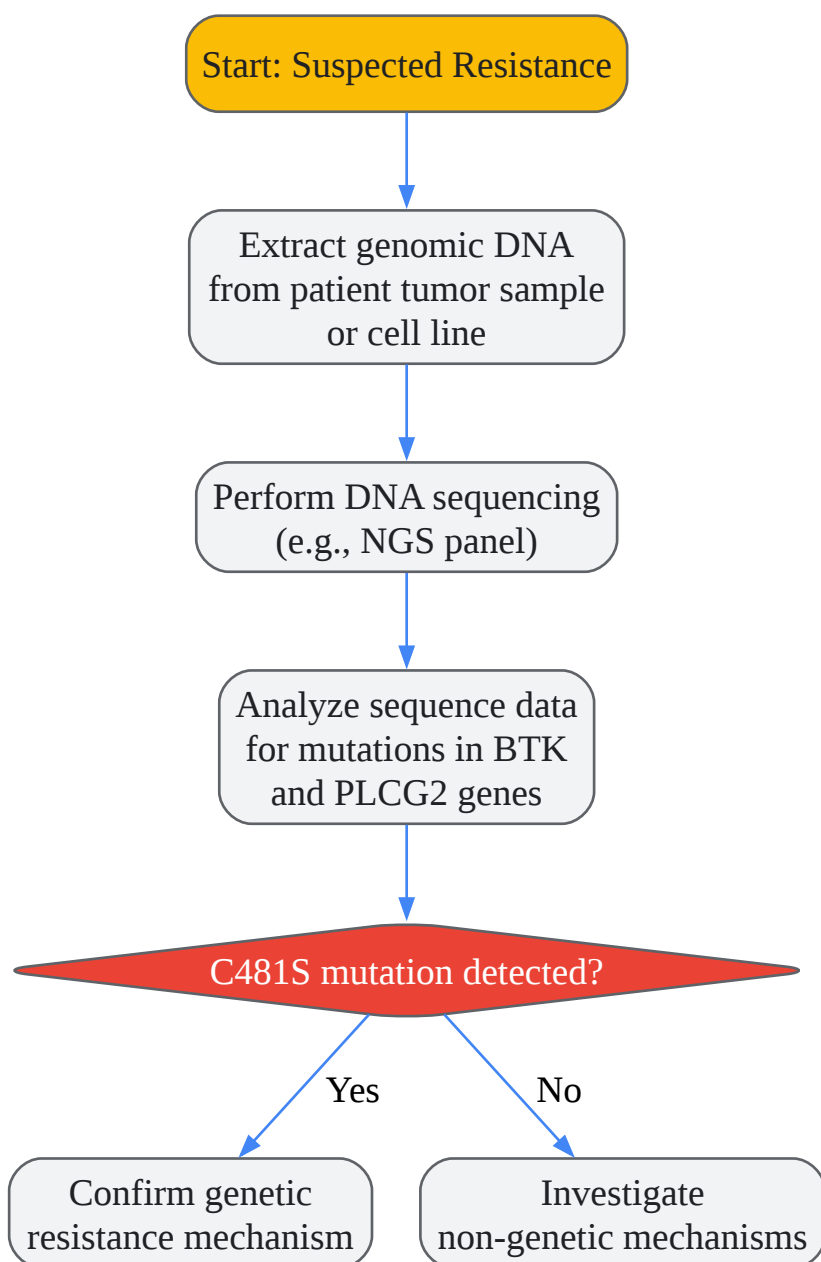 Start: Suspected Resistance
Extract genomic DNA
from patient tumor sample
or cell line
Perform DNA sequencing
(e.g., NGS panel)
Analyze sequence data
for mutations in BTK
and PLCG2 genes
C481S mutation detected?
Yes
No
Confirm genetic
resistance mechanism
Investigate
non-genetic mechanisms